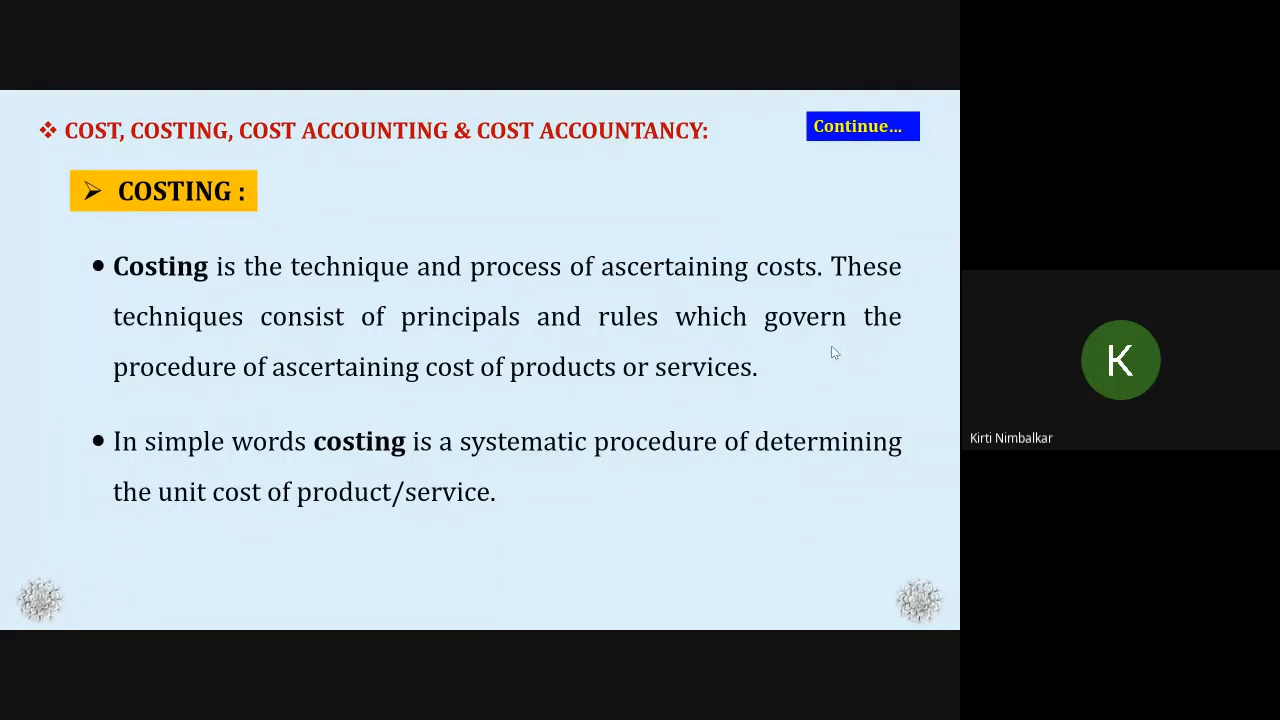 ❖ COST, COSTING, COST ACCOUNTING & COST ACCOUNTANCY:
Continue...
➢ COSTING :
• Costing is the technique and process of ascertaining costs. These
techniques consist of principals and rules which govern the
procedure of ascertaining cost of products or services.
• In simple words costing is a systematic procedure of determining
the unit cost of product/service.
K
Kirti Nimbalkar